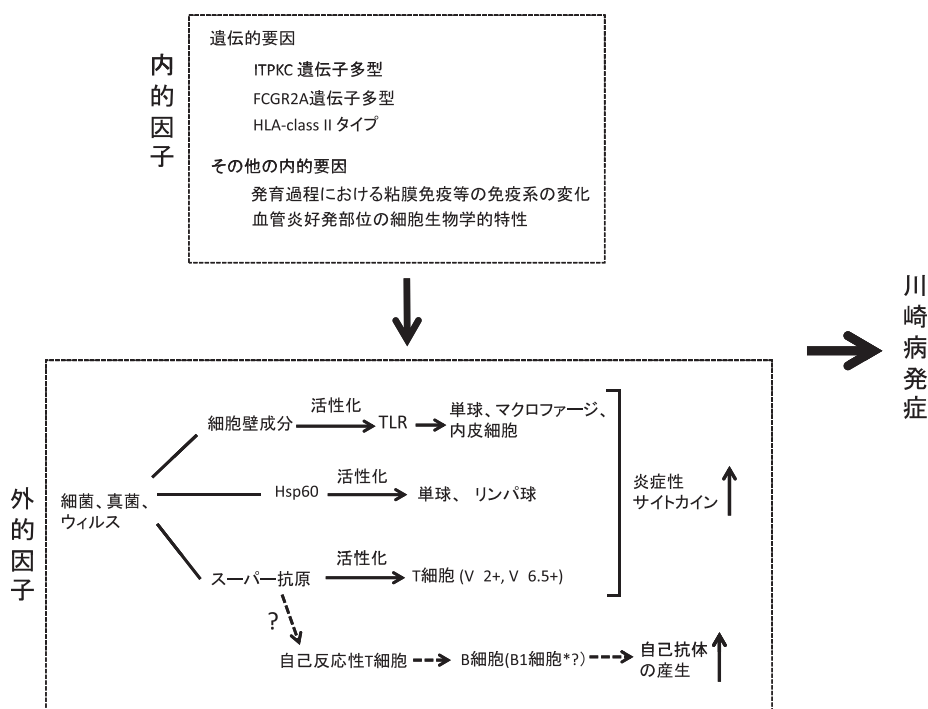 内的因子
遺伝的要因
ITPKC 遺伝子多型
FCGR2A遺伝子多型
HLA-class II タイプ
その他の内的要因
発育過程における粘膜免疫等の免疫系の変化
血管炎好発部位の細胞生物学的特性
川崎病発症
外的因子
細菌、真菌、
ウィルス
細胞壁成分
活性化
TLR
単球、マクロファージ、
内皮細胞
Hsp60
活性化
単球、 リンパ球
スーパー抗原
活性化
T細胞 (V 2+, V 6.5+)
炎症性
サイトカイン
?
自己反応性T細胞
B細胞(B1細胞*?)
自己抗体
の産生